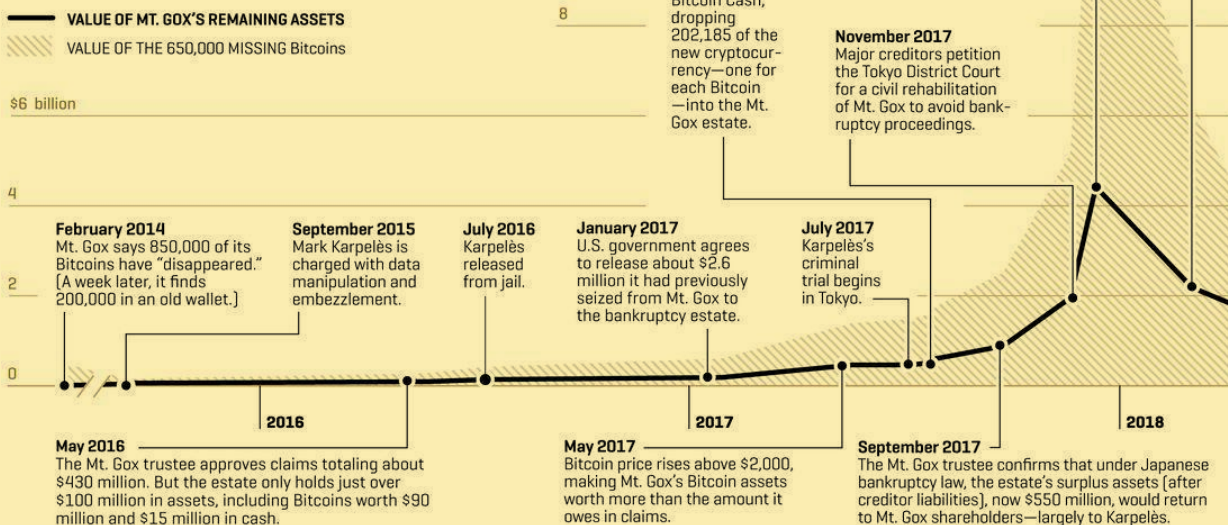 VALUE OF MT. GOX'S REMAINING ASSETS
VALUE OF THE 650,000 MISSING Bitcoins
8
$6 billion
4
2
0
Bitcoin Cash,
dropping
202,185 of the
new cryptocur-
rency—one for
each Bitcoin
—into the Mt.
Gox estate.
November 2017
Major creditors petition
the Tokyo District Court
for a civil rehabilitation
of Mt. Gox to avoid bank-
ruptcy proceedings.
February 2014
Mt. Gox says 850,000 of its
Bitcoins have “disappeared.”
(A week later, it finds
200,000 in an old wallet.)
September 2015
Mark Karpelès is
charged with data
manipulation and
embezzlement.
July 2016
Karpelès
released
from jail.
January 2017
U.S. government agrees
to release about $2.6
million it had previously
seized from Mt. Gox to
the bankruptcy estate.
July 2017
Karpelès’s
criminal
trial begins
in Tokyo.
2016
2017
2018
May 2016
The Mt. Gox trustee approves claims totaling about
$430 million. But the estate only holds just over
$100 million in assets, including Bitcoins worth $90
million and $15 million in cash.
May 2017
Bitcoin price rises above $2,000,
making Mt. Gox's Bitcoin assets
worth more than the amount it
owes in claims.
September 2017
The Mt. Gox trustee confirms that under Japanese
bankruptcy law, the estate's surplus assets (after
creditor liabilities), now $550 million, would return
to Mt. Gox shareholders—largely to Karpelès.